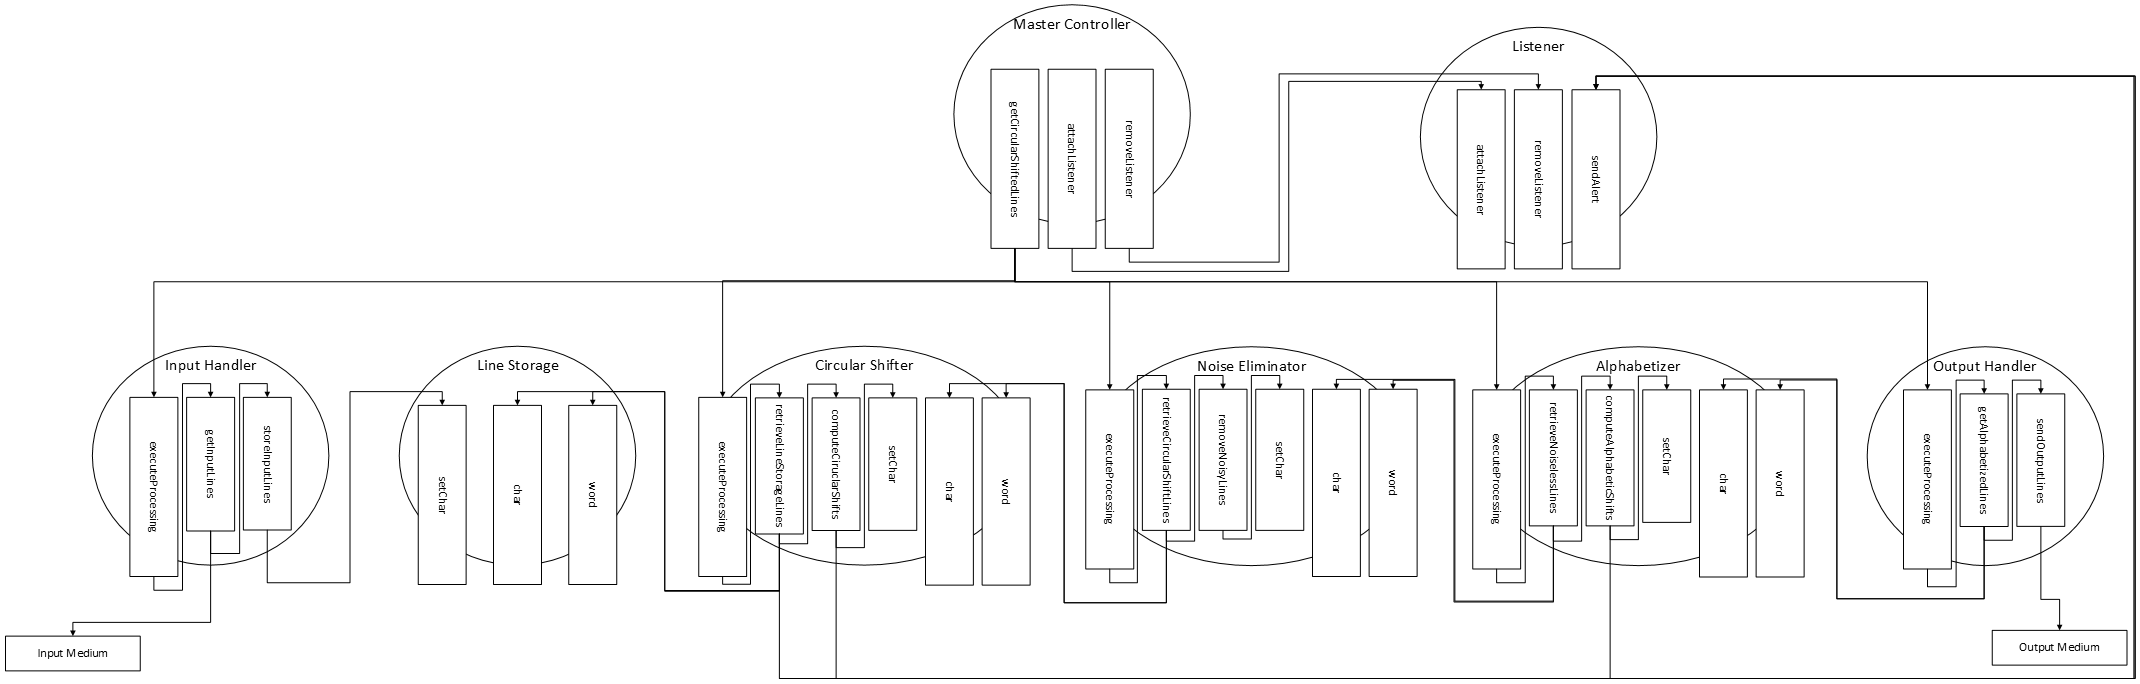 Master Controller
getCircularShiftedLines
attachListener
removeListener
Listener
attachListener
removeListener
sendAlert
Input Handler
executeProcessing
getInputLines
storeInputLines
Line Storage
setChar
char
word
Circular Shifter
executeProcessing
retrieveLineStorageLines
computeCiruclarShifts
setChar
char
word
Noise Eliminator
executeProcessing
retrieveCircularShiftLines
removeNoisyLines
setChar
char
word
Alphabetizer
executeProcessing
retrieveNoiselessLines
computeAlphabeticShifts
setChar
char
word
Output Handler
executeProcessing
getAlphabetizedLines
sendOutputLines
Input Medium
Output Medium